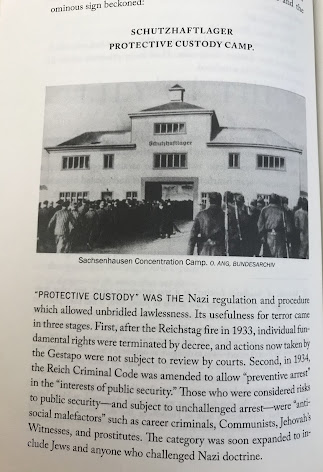 ominous sign beckoned:
and the
SCHUTZHAFTLAGER
PROTECTIVE CUSTODY CAMP.
Schutzhaftlager
Sachsenhausen Concentration Camp. O. ANG, BUNDESARCHIV
"PROTECTIVE CUSTODY" WAS THE Nazi regulation and procedure
which allowed unbridled lawlessness. Its usefulness for terror came
in three stages. First, after the Reichstag fire in 1933, individual fun-
damental rights were terminated by decree, and actions now taken by
the Gestapo were not subject to review by courts. Second, in 1934,
the Reich Criminal Code was amended to allow "preventive arrest"
in the "interests of public security." Those who were considered risks
to public security—and subject to unchallenged arrest—were "anti-
social malefactors" such as career criminals, Communists, Jehovah's
Witnesses, and prostitutes. The category was soon expanded to in-
clude Jews and anyone who challenged Nazi doctrine.